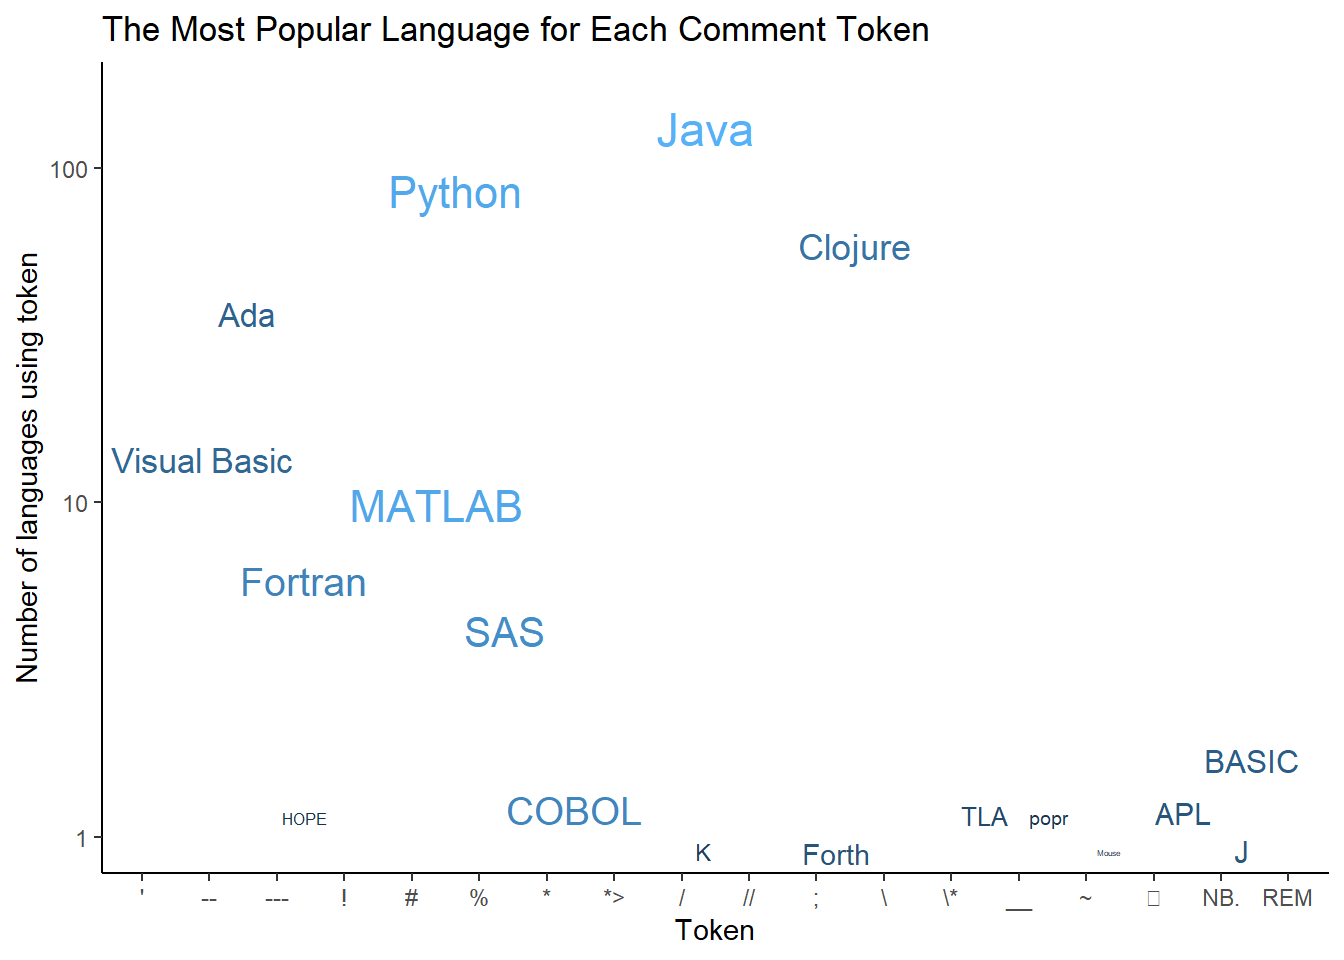 The Most Popular Language for Each Comment Token
Number of languages using token
100
10
1
Java
Python
Clojure
Ada
Visual Basic
MATLAB
Fortran
SAS
BASIC
HOPE
COBOL
TLA
popr
APL
K
Forth
Mouse
J
' -- --- ! # % * *> / // ; \ \* __ ~ NB. REM
Token